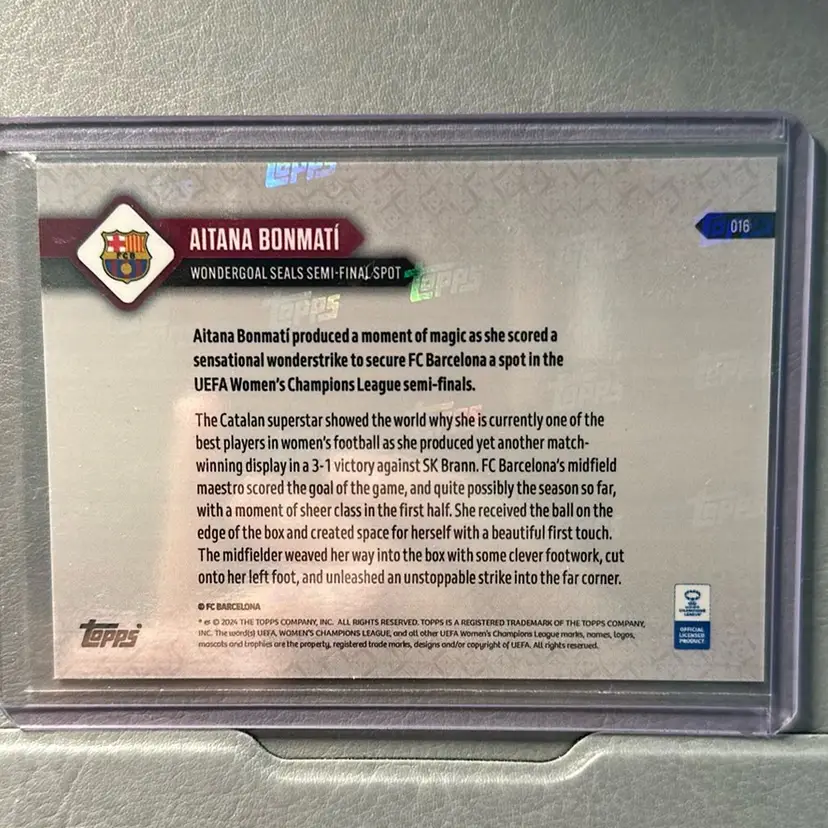 Topps
AITANA BONMATÍ
016
FCB
WONDERGOAL SEALS SEMI-FINAL SPOT
Topps
Topps
Aitana Bonmatí produced a moment of magic as she scored a
sensational wonderstrike to secure FC Barcelona a spot in the
UEFA Women's Champions League semi-finals.
The Catalan superstar showed the world why she is currently one of the
best players in women's football as she produced yet another match-
winning display in a 3-1 victory against SK Brann. FC Barcelona's midfield
maestro scored the goal of the game, and quite possibly the season so far,
with a moment of sheer class in the first half. She received the ball on the
edge of the box and created space for herself with a beautiful first touch.
The midfielder weaved her way into the box with some clever footwork, cut
onto her left foot, and unleashed an unstoppable strike into the far corner.
© FC BARCELONA
Topps
* ® © 2024 THE TOPPS COMPANY, INC. ALL RIGHTS RESERVED. TOPPS IS A REGISTERED TRADEMARK OF THE TOPPS COMPANY,
INC. The word(s) UEFA, WOMEN'S CHAMPIONS LEAGUE, and all other UEFA Women's Champions League marks, names, logos,
mascots and trophies are the property, registered trade marks, designs and/or copyright of UEFA. All rights reserved.
OFFICIAL
LICENSED
PRODUCT